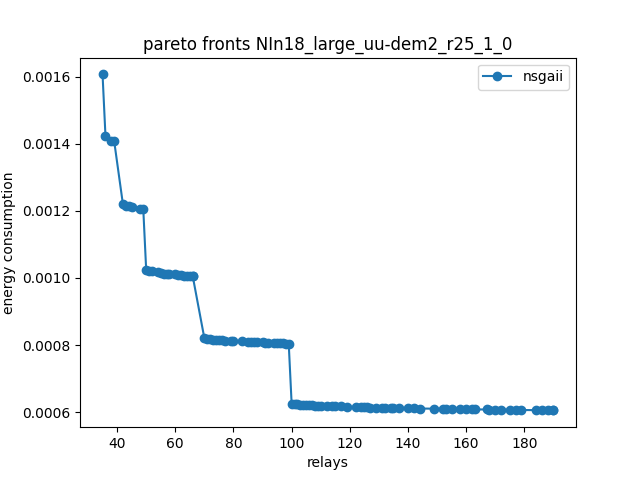 pareto fronts NIn18_large_uu-dem2_r25_1_0
nsgaii
0.0016
0.0014
0.0012
0.0010
0.0008
0.0006
energy consumption
40 60 80 100 120 140 160 180
relays